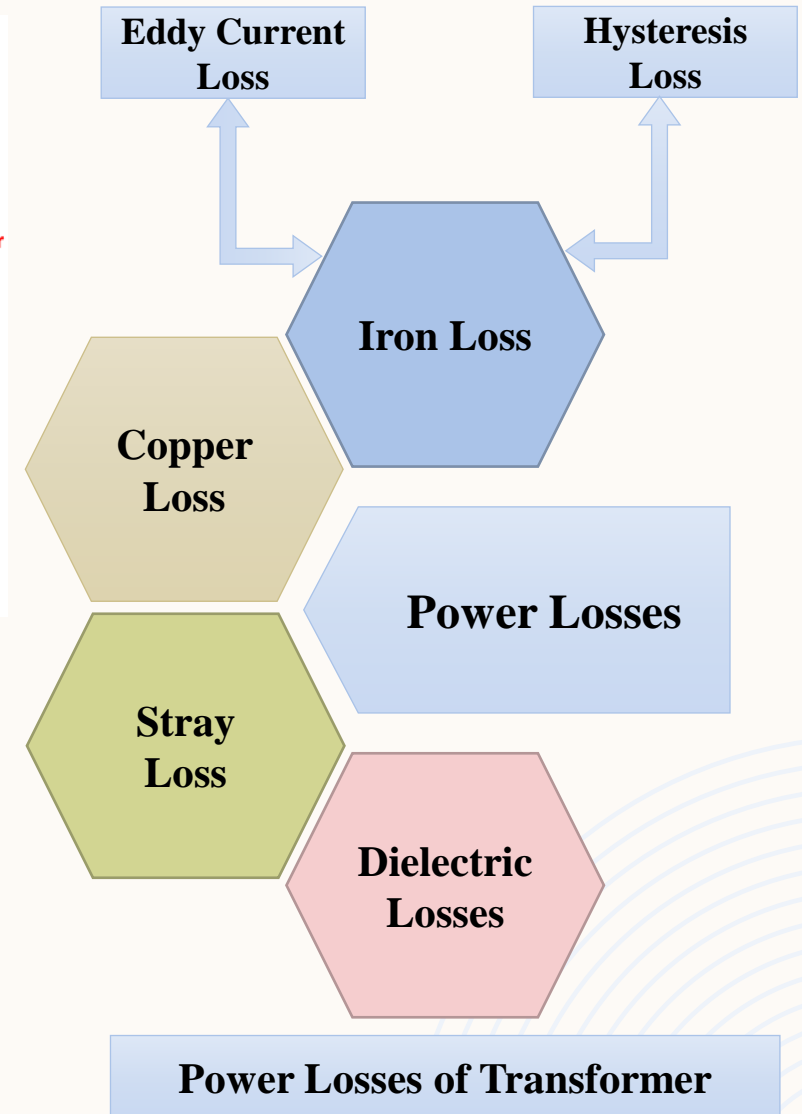 Eddy Current
Loss
Hysteresis
Loss
Iron Loss
Copper
Loss
Power Losses
Stray
Loss
Dielectric
Losses
Power Losses of Transformer